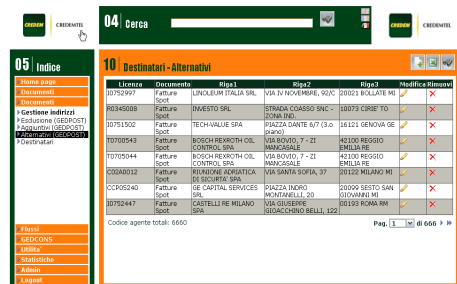 CREDEM CREDEMTEL
04 Cerca
CREDEM CREDEMTEL
05 Indice
Home page
Documenti
Documenti
Gestione indirizzi
Esclusione (GEDPOST)
Aggiuntivi (GEDPOST)
Alternativi (GEDPOST)
Destinatari
Flussi
GEDCONS
Utilita'
Statistiche
Admin
Logout
10 Destinatari - Alternativi
Licenza Documento Riga1 Riga2 Riga3 Modifica Rimuovi
I0752997 Fatture Spot LINOLEUM ITALIA SRL VIA IV NOVEMBRE, 92/C 20021 BOLLATE MI
R034500B Fatture Spot INVESTO SRL STRADA COASSO SNC - ZONA IND. 10073 CIRIE' TO
I0751502 Fatture Spot TECH-VALUE SPA PIAZZA DANTE 6/7 (3.o piano) 16121 GENOVA GE
T0700543 Fatture Spot BOSCH REXROTH OIL CONTROL SPA VIA BOVIO, 7 - ZI MANCASALE 42100 REGGIO EMILIA RE
T0705044 Fatture Spot BOSCH REXROTH OIL CONTROL SPA VIA BOVIO, 7 - ZI MANCASALE 42100 REGGIO EMILIA RE
C02A0012 Fatture Spot RIUNIONE ADRIATICA DI SICURTA' SPA VIA SANTA SOFIA, 37 20122 MILANO MI
CCP05240 Fatture Spot GE CAPITAL SERVICES SRL PIAZZA INDRO MONTANELLI, 20 20099 SESTO SAN GIOVANNI MI
I0752447 Fatture Spot CASTELLI RE MILANO SPA VIA GIUSEPPE GIOACCHINO BELLI, 122 00193 ROMA RM
Codice agente totali: 6660
Pag. 1 di 666